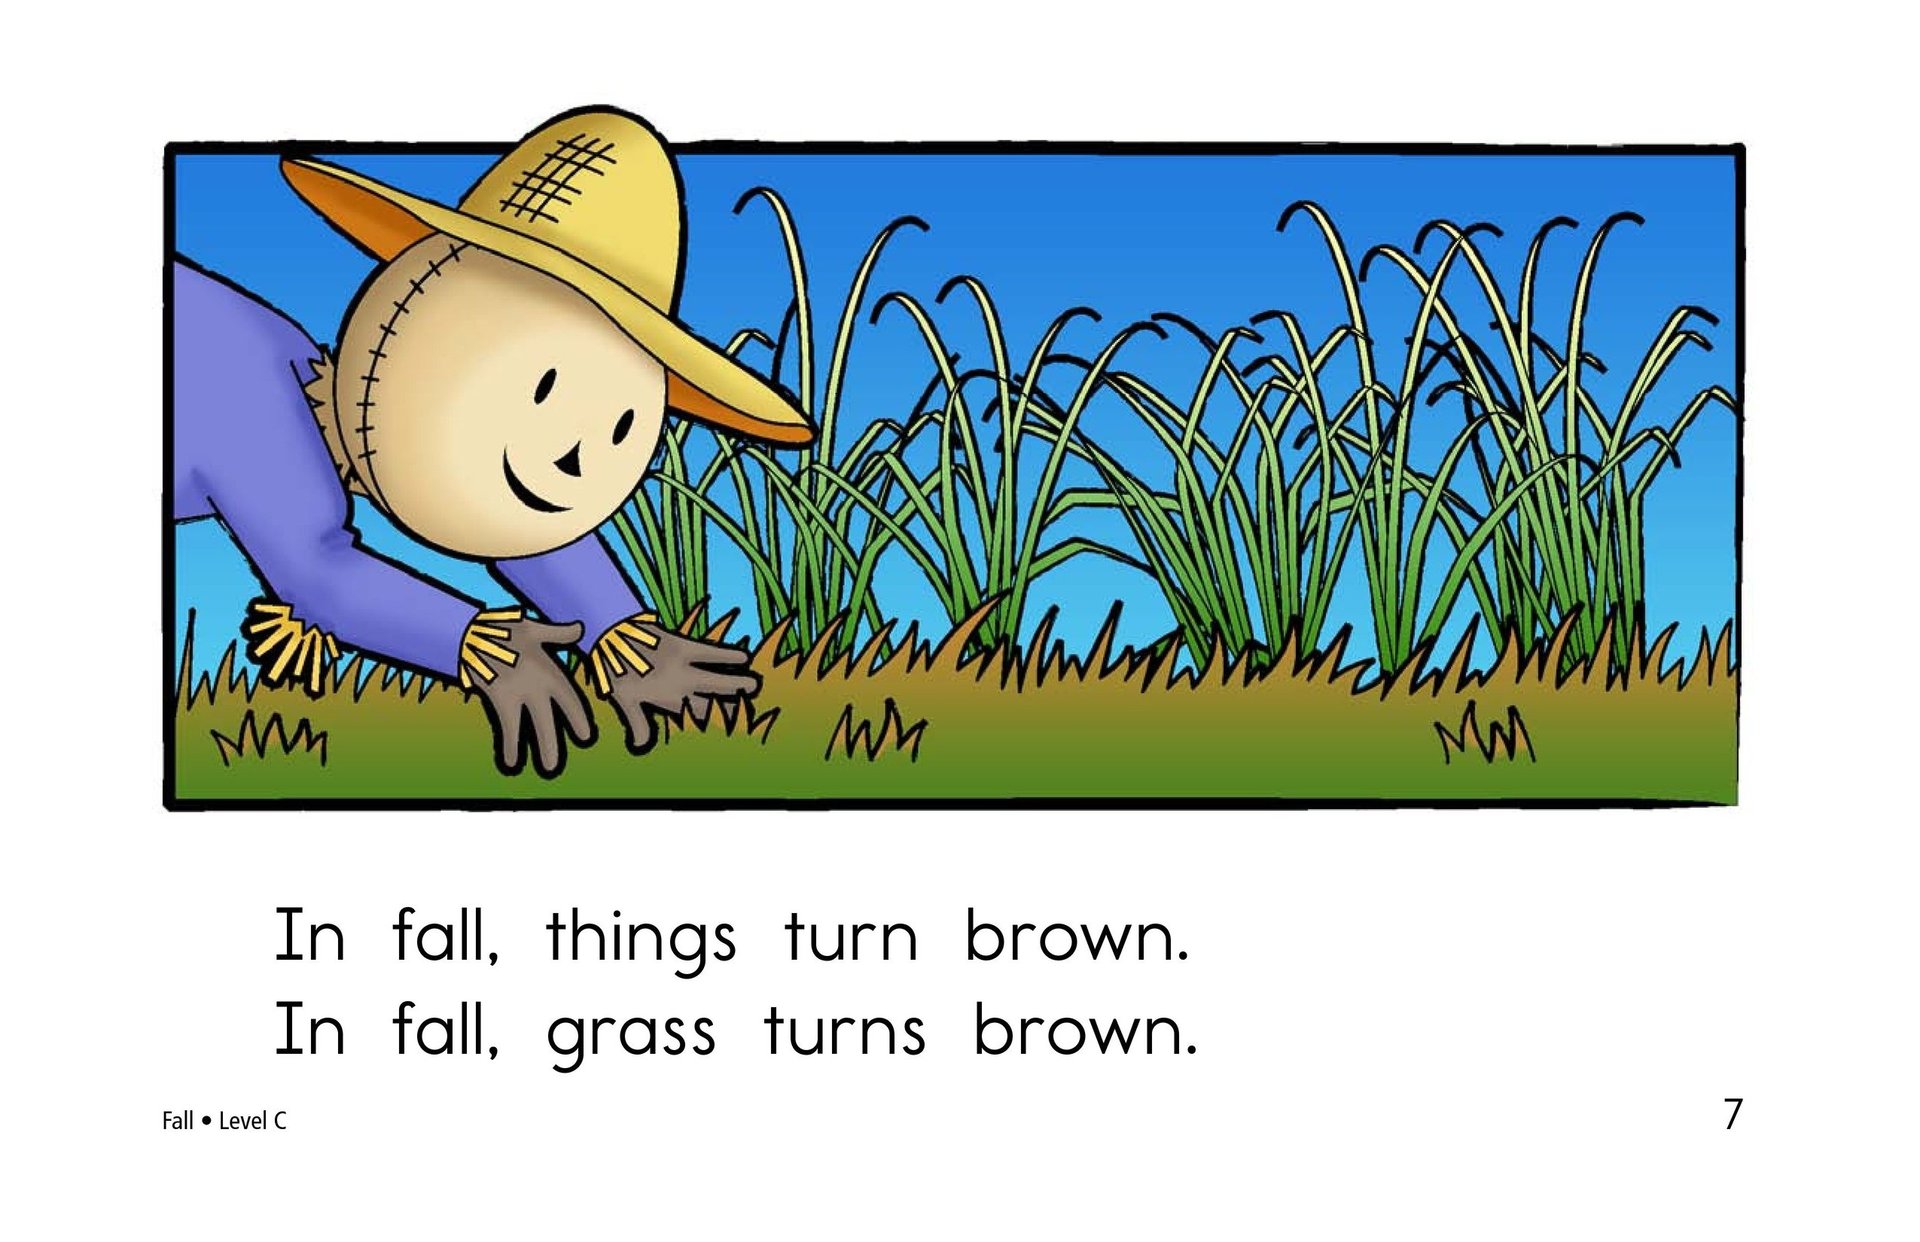 In fall, things turn brown.
In fall, grass turns brown.
Fall • Level C
7